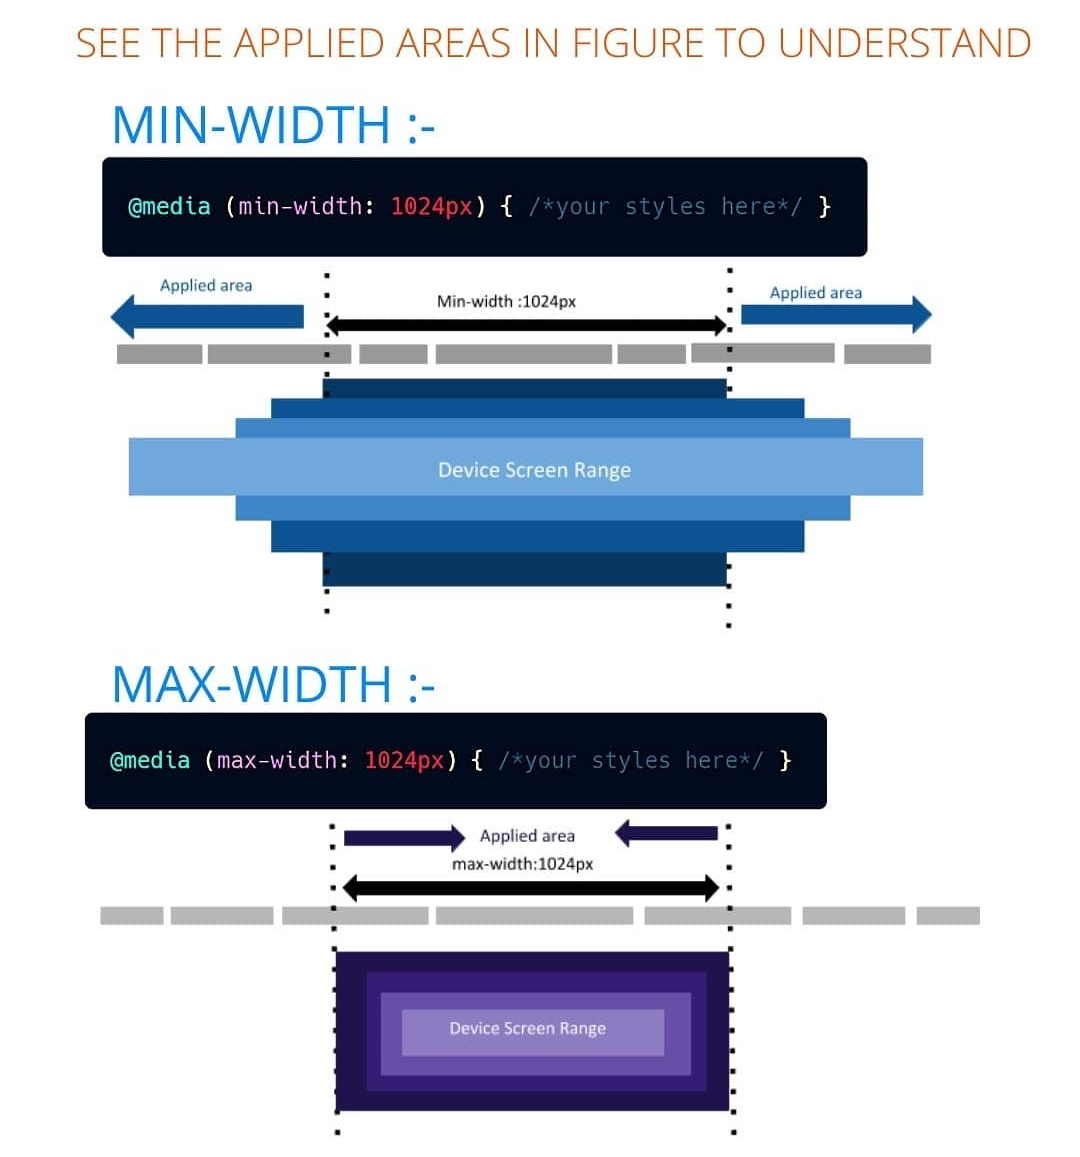 SEE THE APPLIED AREAS IN FIGURE TO UNDERSTAND
MIN-WIDTH :-
@media (min-width: 1024px) { /*your styles here*/ }
Applied area
Min-width :1024px
Applied area
Device Screen Range
MAX-WIDTH :-
@media (max-width: 1024px) { /*your styles here*/ }
Applied area
max-width:1024px
Device Screen Range